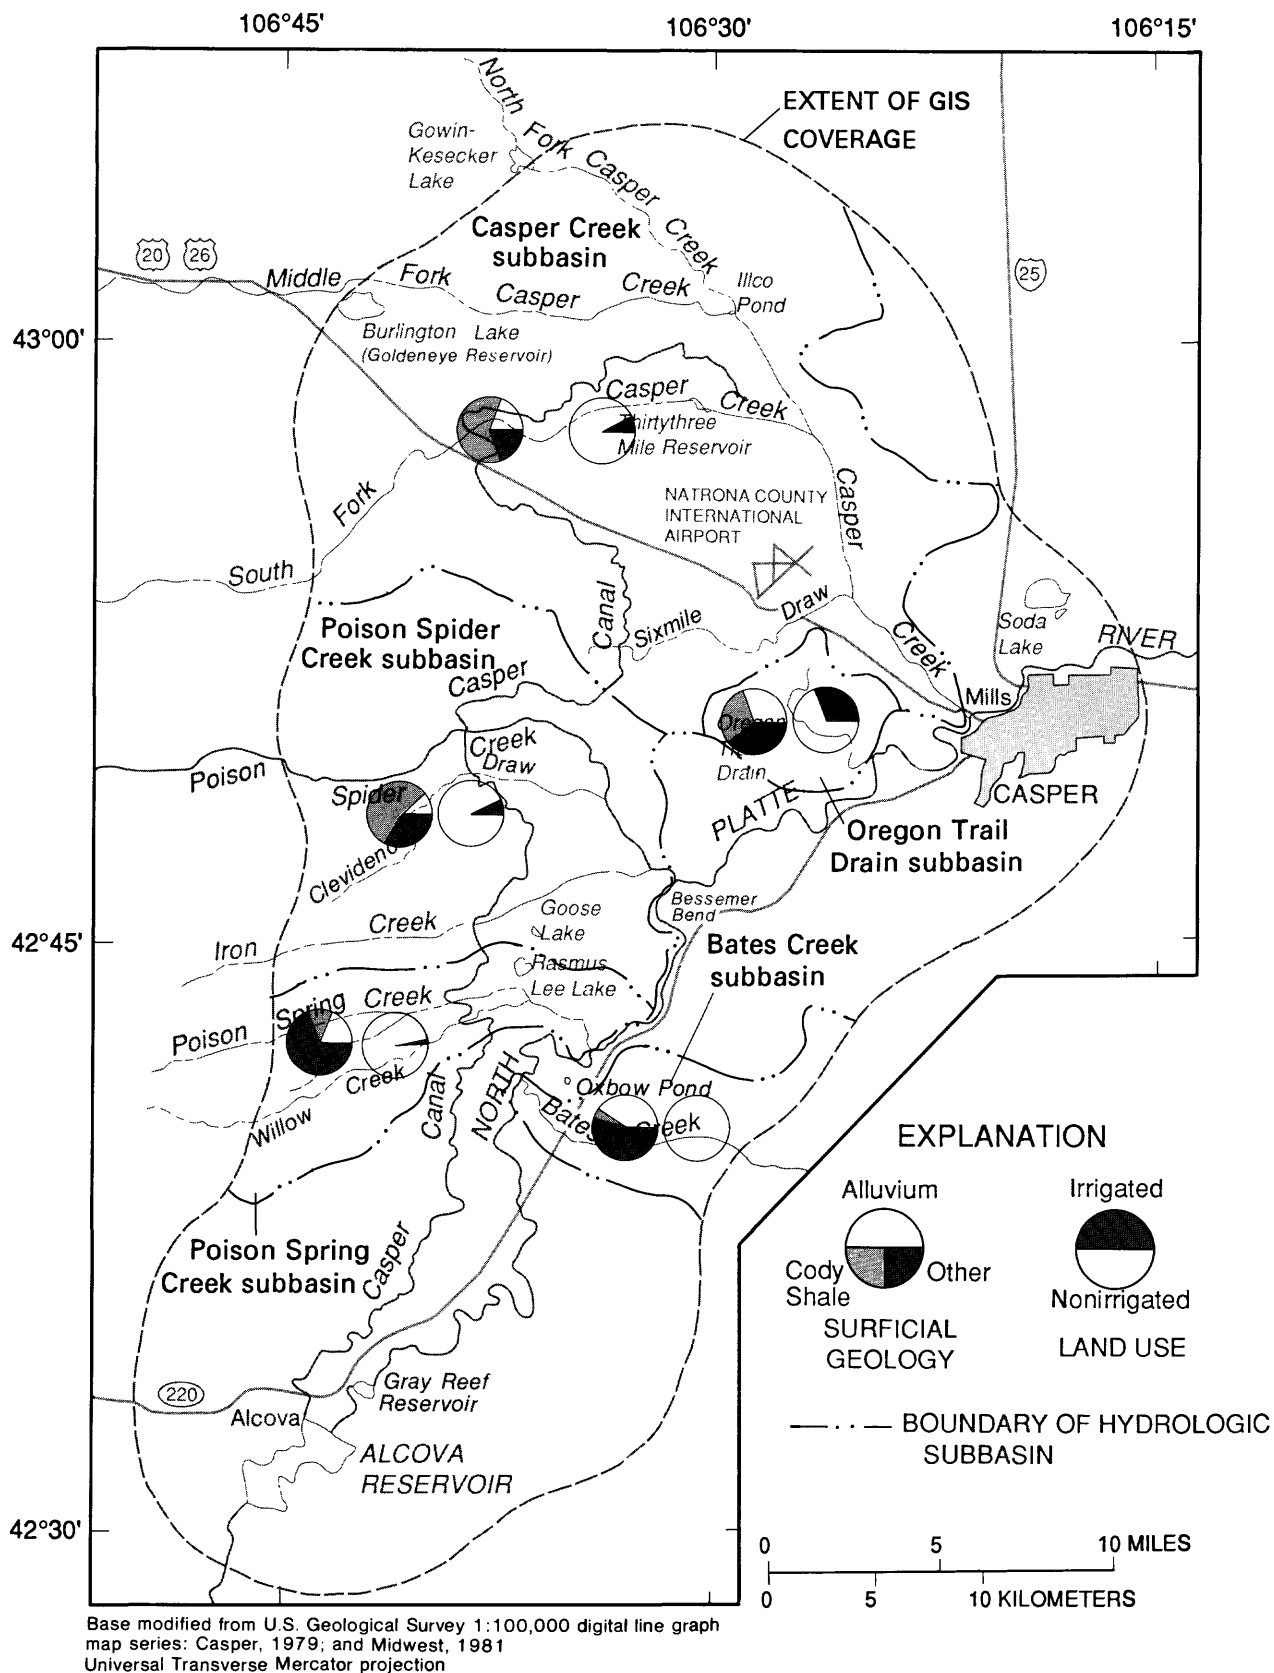 106°45'
106°30'
106°15'
EXTENT OF GIS
COVERAGE
North Fork Casper Creek
Gowin-
Kesecker
Lake
Casper Creek
subbasin
20
26
25
Middle Fork Casper Creek
Illco
Pond
43°00'
Burlington Lake
(Goldeneye Reservoir)
Casper Creek
Thirtythree
Mile Reservoir
Fork
South
NATRONA COUNTY
INTERNATIONAL
AIRPORT
Casper
Creek
Canal
Sixmile Draw
Soda
Lake
RIVER
Poison Spider
Creek subbasin
Casper
Mills
Creek
Draw
Poison
Spider
Oregon
Drain
PLATTE
CASPER
Oregon Trail
Drain subbasin
Bessemer
Bend
Iron Creek
Goose
Lake
42°45'
Rasmus
Lee Lake
Bates Creek
subbasin
Poison Spring Creek
Willow Creek
Canal
NORTH
Oxbow Pond
Bates Creek
Poison Spring
Creek subbasin
Casper
EXPLANATION
Alluvium
Irrigated
Cody
Shale
Other
Nonirrigated
SURFICIAL
GEOLOGY
LAND USE
220
Gray Reef
Reservoir
Alcova
ALCOVA
RESERVOIR
BOUNDARY OF HYDROLOGIC
SUBBASIN
42°30'
0 5 10 MILES
0 5 10 KILOMETERS
Base modified from U.S. Geological Survey 1:100,000 digital line graph
map series: Casper, 1979; and Midwest, 1981
Universal Transverse Mercator projection